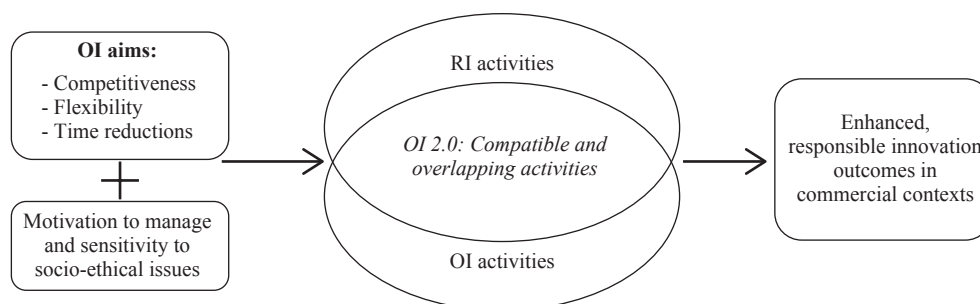 OI aims:
- Competitiveness
- Flexibility
- Time reductions
Motivation to manage
and sensitivity to
socio-ethical issues
RI activities
OI 2.0: Compatible and
overlapping activities
OI activities
Enhanced,
responsible innovation
outcomes in
commercial contexts